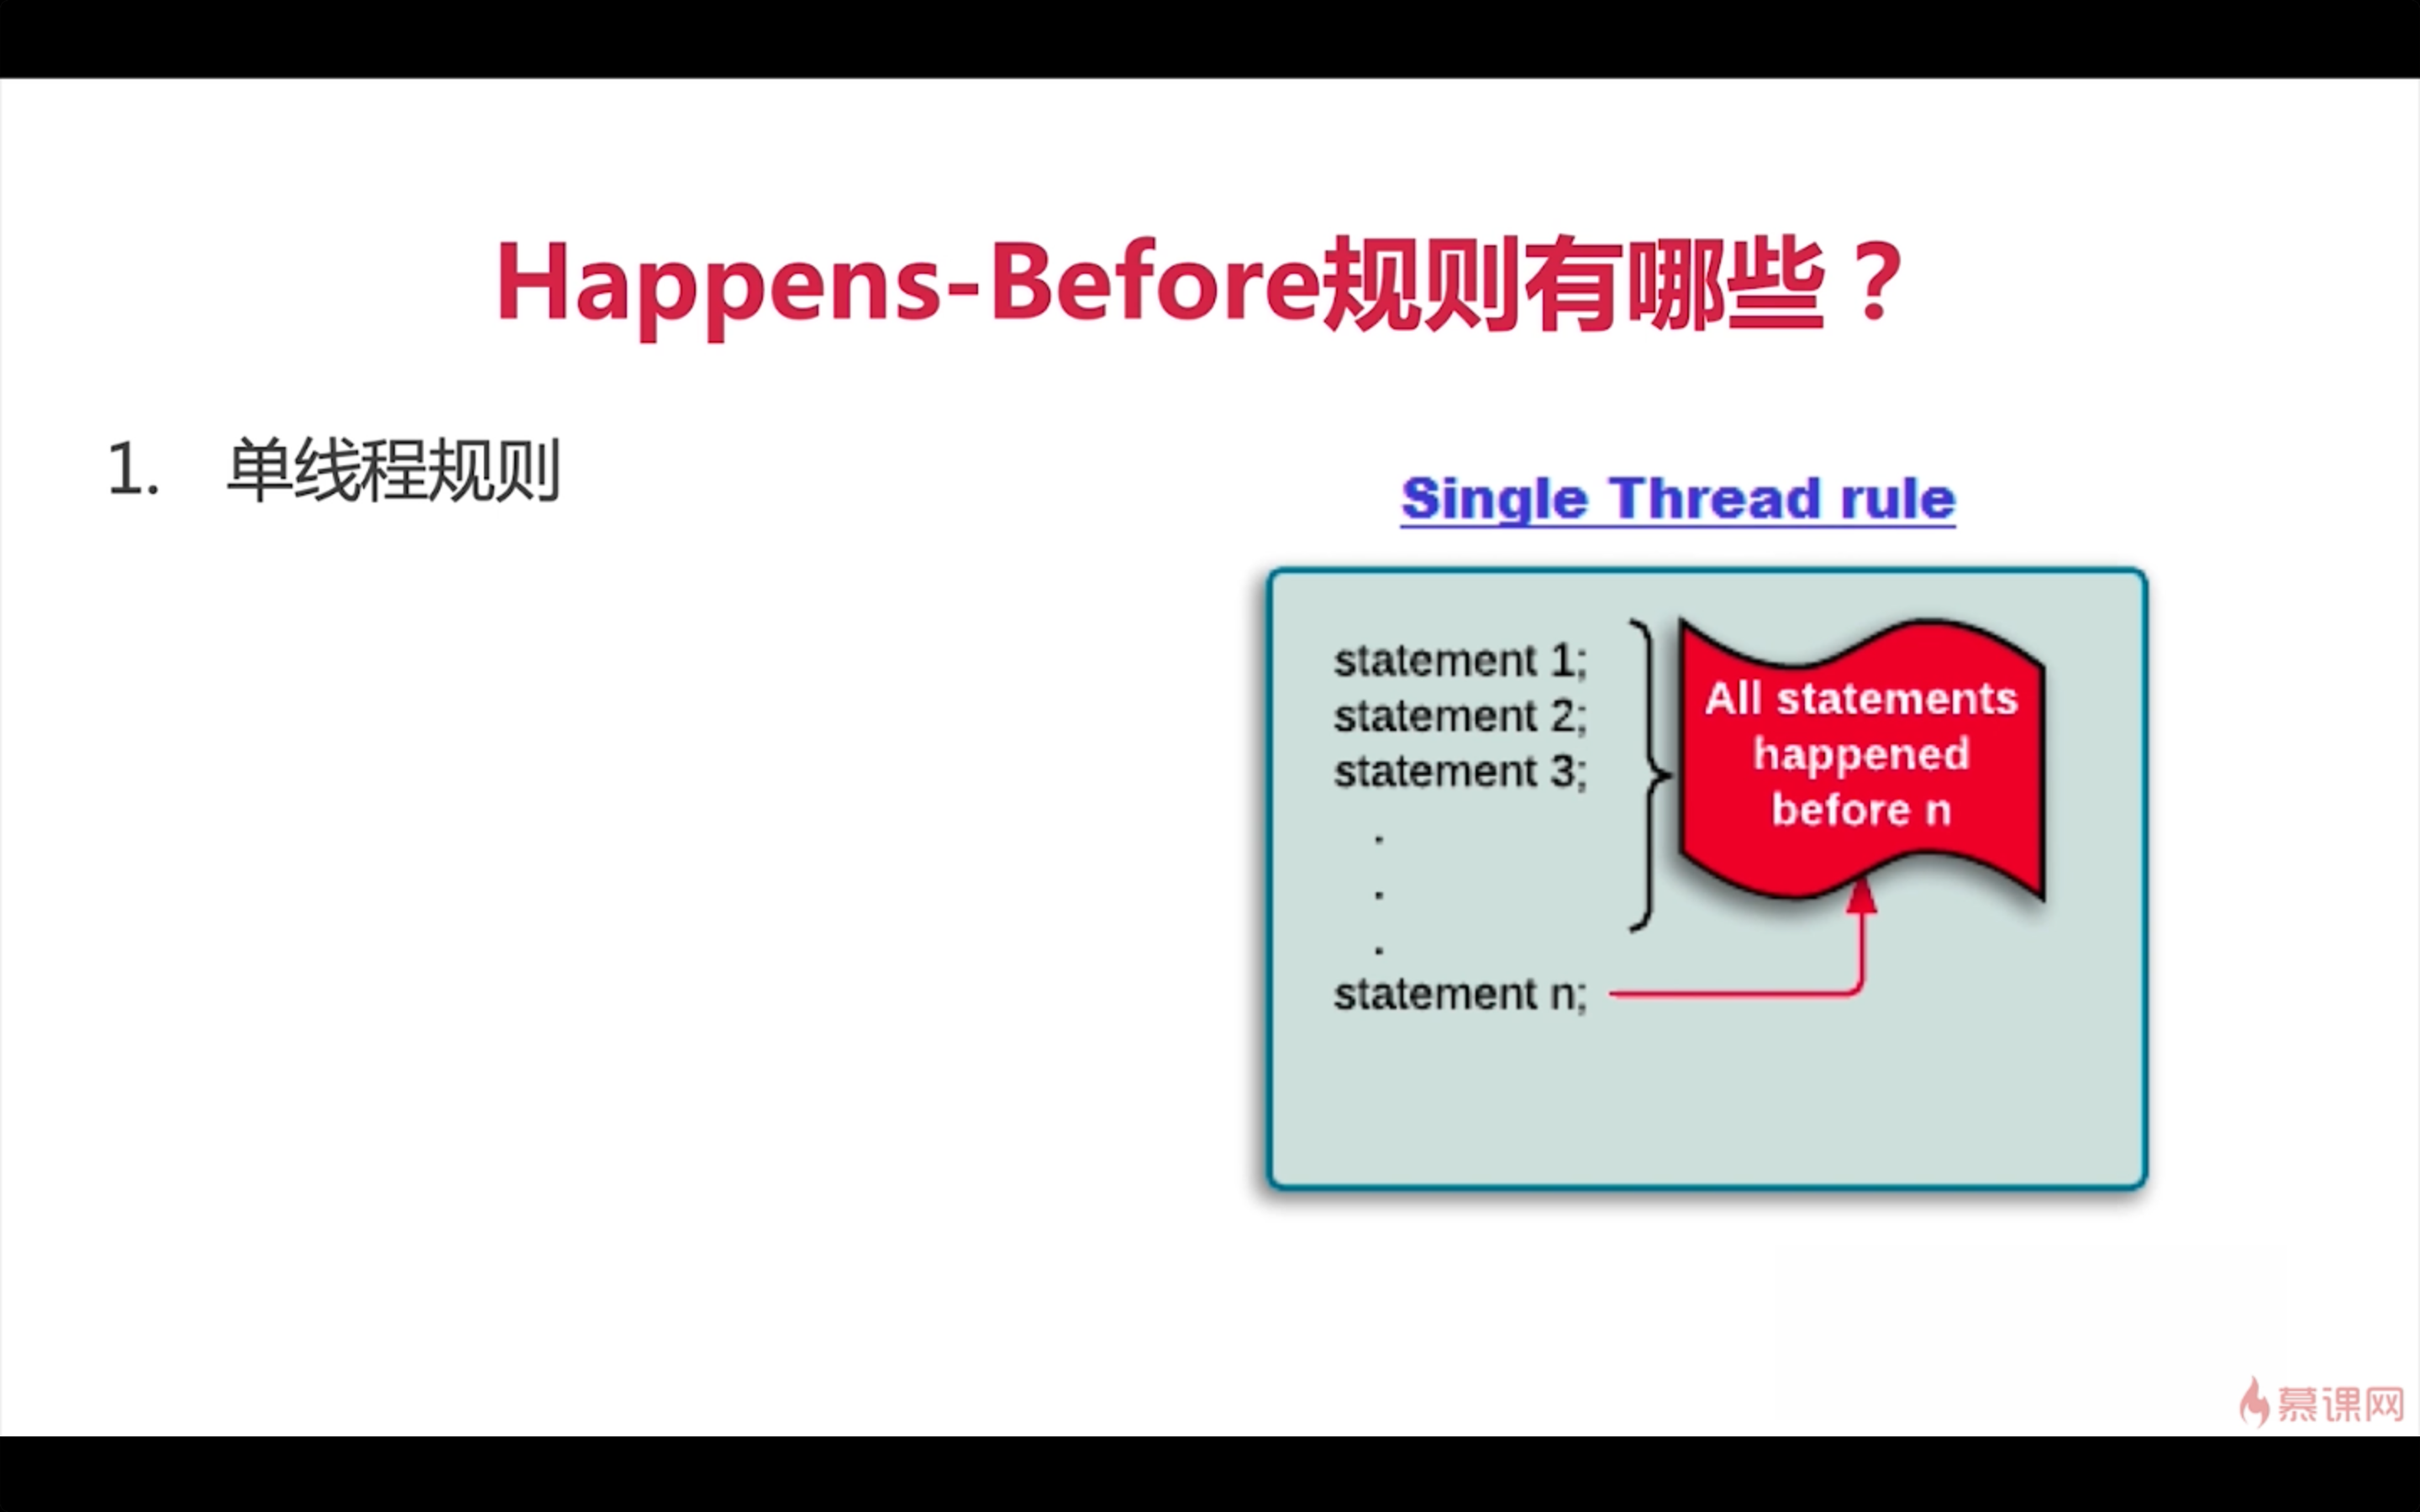 Happens-Before规则有哪些？
1. 单线程规则
Single Thread rule
statement 1;
statement 2;
statement 3;
.
.
.
statement n;
All statements
happened
before n
慕课网